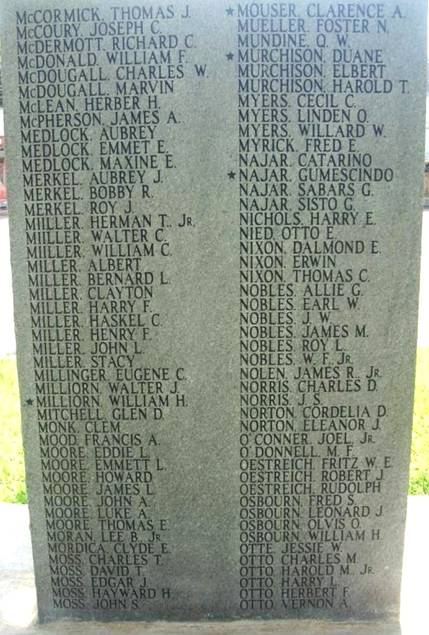 McCORMICK, THOMAS J.
McCOURY, JOSEPH C.
McDERMOTT, RICHARD C.
McDONALD, WILLIAM F.
McDOUGALL, CHARLES W.
McDOUGALL, MARVIN
McLEAN, HERBER H.
McPHERSON, JAMES A.
MEDLOCK, AUBREY
MEDLOCK, EMMET E.
MEDLOCK, MAXINE E.
MERKEL, AUBREY J.
MERKEL, BOBBY R.
MERKEL, ROY J.
MILLER, HERMAN T., JR.
MILLER, WALTER C.
MILLER, WILLIAM C.
MILLER, ALBERT
MILLER, BERNARD L.
MILLER, CLAYTON
MILLER, HARRY F.
MILLER, HASKEL C.
MILLER, HENRY F.
MILLER, JOHN L.
MILLER, STACY
MILLINGER, EUGENE C.
MILLIORN, WALTER J.
★ MILLIORN, WILLIAM H.
MITCHELL, GLEN D.
MONK, CLEM
MOOD, FRANCIS A.
MOORE, EDDIE L.
MOORE, EMMETT L.
MOORE, HOWARD
MOORE, JAMES L.
MOORE, JOHN A.
MOORE, LUKE A.
MOORE, THOMAS E.
MORAN, LEE B., JR.
MORDICA, CLYDE E.
MOSS, CHARLES T.
MOSS, DAVID T.
MOSS, EDGAR J.
MOSS, HAYWARD H.
MOSS, JOHN S.
★ MOUSER, CLARENCE A.
MUELLER, FOSTER N.
MUNDINE, O. W.
★ MURCHISON, DUANE
MURCHISON, ELBERT
MURCHISON, HAROLD T.
MYERS, CECIL C.
MYERS, LINDEN O.
MYERS, WILLARD W.
MYRICK, FRED E.
NAJAR, CATARINO
★ NAJAR, GUMESCINDO
NAJAR, SABARS G.
NAJAR, SISTO G.
NICHOLS, HARRY E.
NIED, OTTO E.
NIXON, DALMOND E.
NIXON, ERWIN
NIXON, THOMAS C.
NOBLES, ALLIE G.
NOBLES, EARL W.
NOBLES, J. W.
NOBLES, JAMES M.
NOBLES, ROY L.
NOBLES, W. F., JR.
NOLEN, JAMES R., JR.
NORRIS, CHARLES D.
NORRIS, J. S.
NORTON, CORDELIA D.
NORTON, ELEANOR J.
O'CONNER, JOEL, JR.
O'DONNELL, M. F.
OESTREICH, FRITZ W. E.
OESTREICH, ROBERT J.
OESTREICH, RUDOLPH
OSBOURN, FRED S.
OSBOURN, LEONARD J.
OSBOURN, OLVIS O.
OSBOURN, WILLIAM H.
OTTE, JESSIE W.
OTTO, CHARLES M.
OTTO, HAROLD M., JR.
OTTO, HARRY L.
OTTO, HERBERT F.
OTTO, VERNON A.